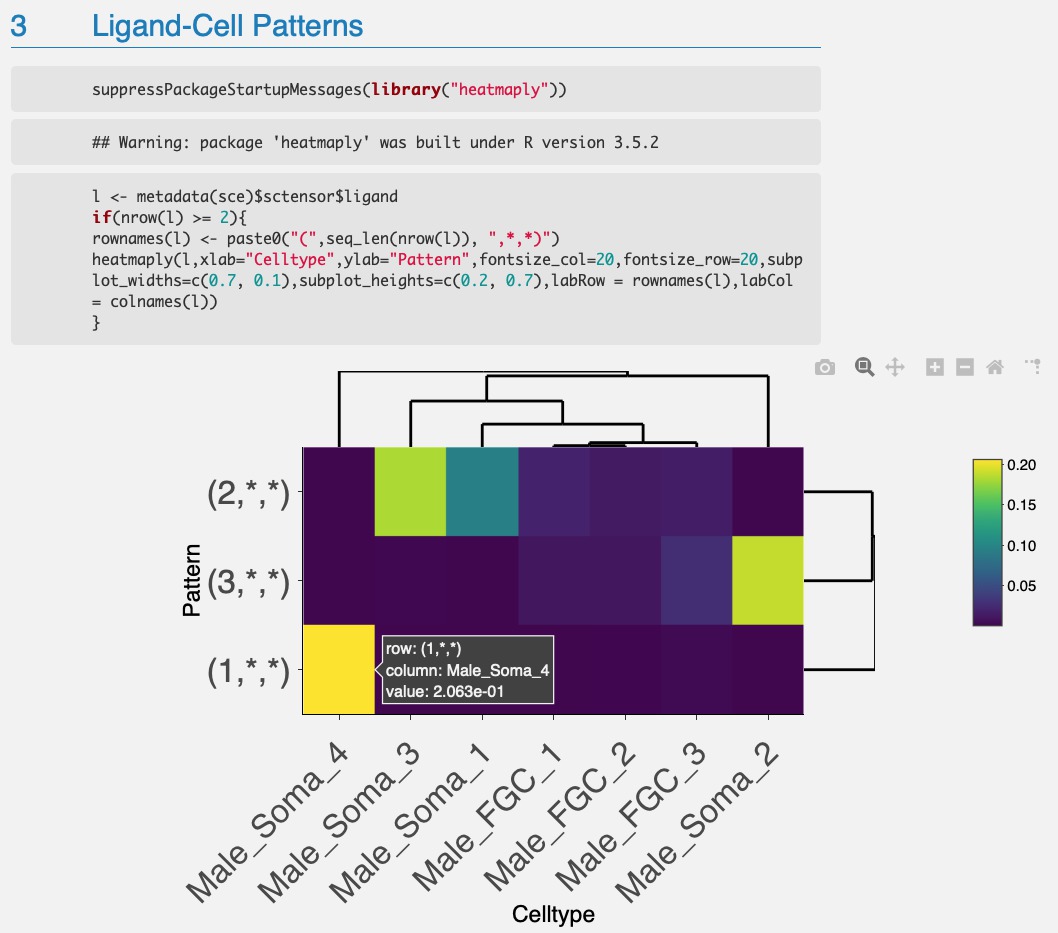 3 Ligand-Cell Patterns
suppressPackageStartupMessages(library("heatmaply"))
## Warning: package 'heatmaply' was built under R version 3.5.2
l <- metadata(sce)$sctensor$ligand
if(nrow(l) >= 2){
rownames(l) <- paste0("(",seq_len(nrow(l)), ",*,*)")
heatmaply(l,xlab="Celltype",ylab="Pattern",fontsize_col=20,fontsize_row=20,subp
lot_widths=c(0.7, 0.1),subplot_heights=c(0.2, 0.7),labRow = rownames(l),labCol
= colnames(l))
}
(2,*,*)
(3,*,*)
(1,*,*)
Pattern
row: (1,*,*)
column: Male_Soma_4
value: 2.063e-01
0.20
0.15
0.10
0.05
Male_Soma_4
Male_Soma_3
Male_Soma_1
Male_FGC_1
Male_FGC_2
Male_FGC_3
Male_Soma_2
Celltype